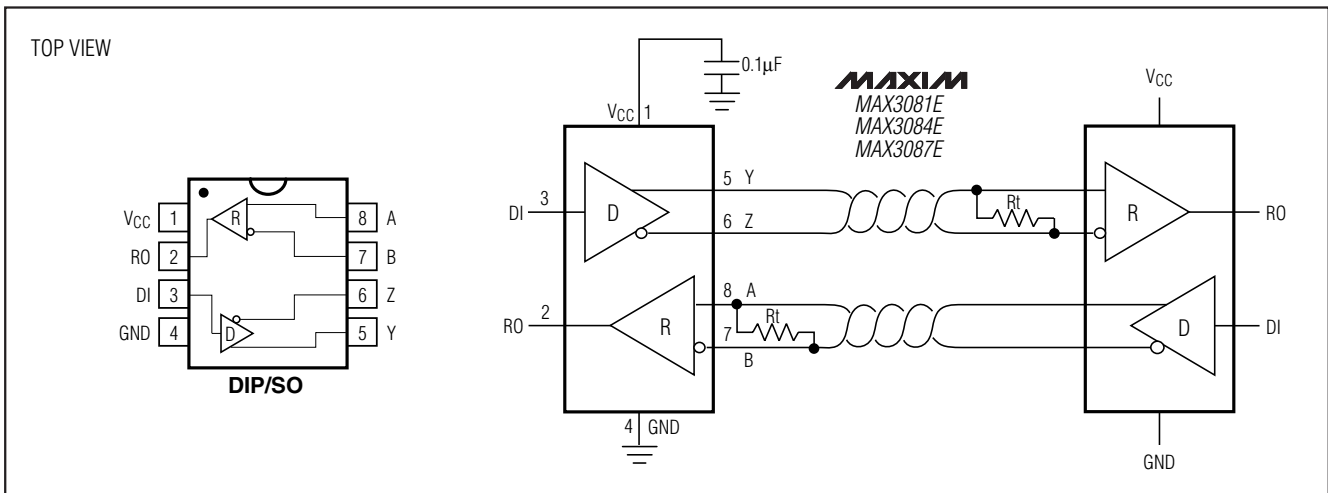 TOP VIEW
VCC 1
RO 2
DI 3
GND 4
8 A
7 B
6 Z
5 Y
R
D
DIP/SO
0.1µF
VCC 1
MAXIM
MAX3081E
MAX3084E
MAX3087E
VCC
DI 3
D
5 Y
6 Z
Rt
R
RO
RO 2
R
8 A
7
B
Rt
D
DI
4 GND
GND